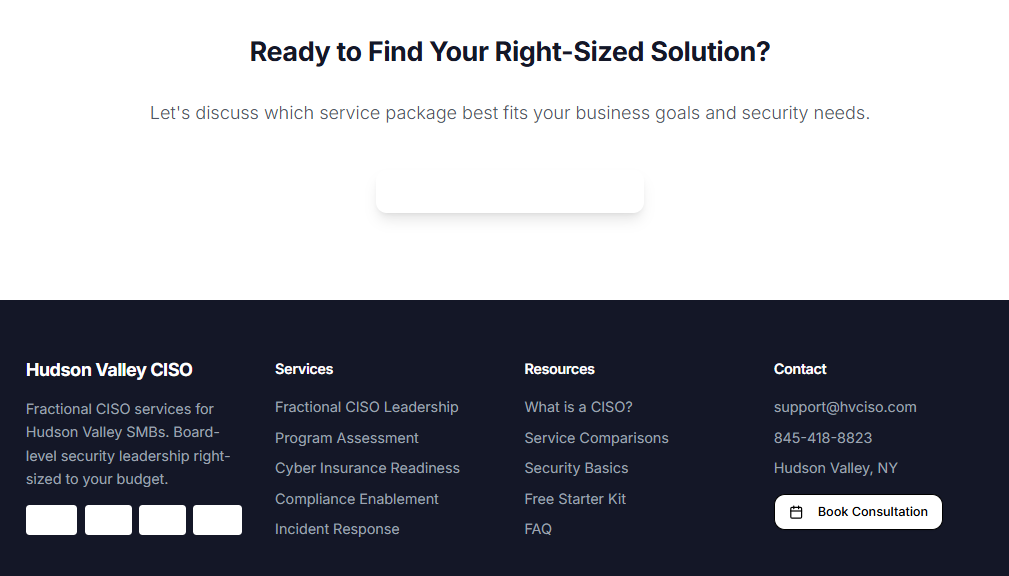 Ready to Find Your Right-Sized Solution?
Let's discuss which service package best fits your business goals and security needs.
Hudson Valley CISO
Fractional CISO services for
Hudson Valley SMBs. Board-
level security leadership right-
sized to your budget.
Services
Fractional CISO Leadership
Program Assessment
Cyber Insurance Readiness
Compliance Enablement
Incident Response
Resources
What is a CISO?
Service Comparisons
Security Basics
Free Starter Kit
FAQ
Contact
support@hvciso.com
845-418-8823
Hudson Valley, NY
Book Consultation